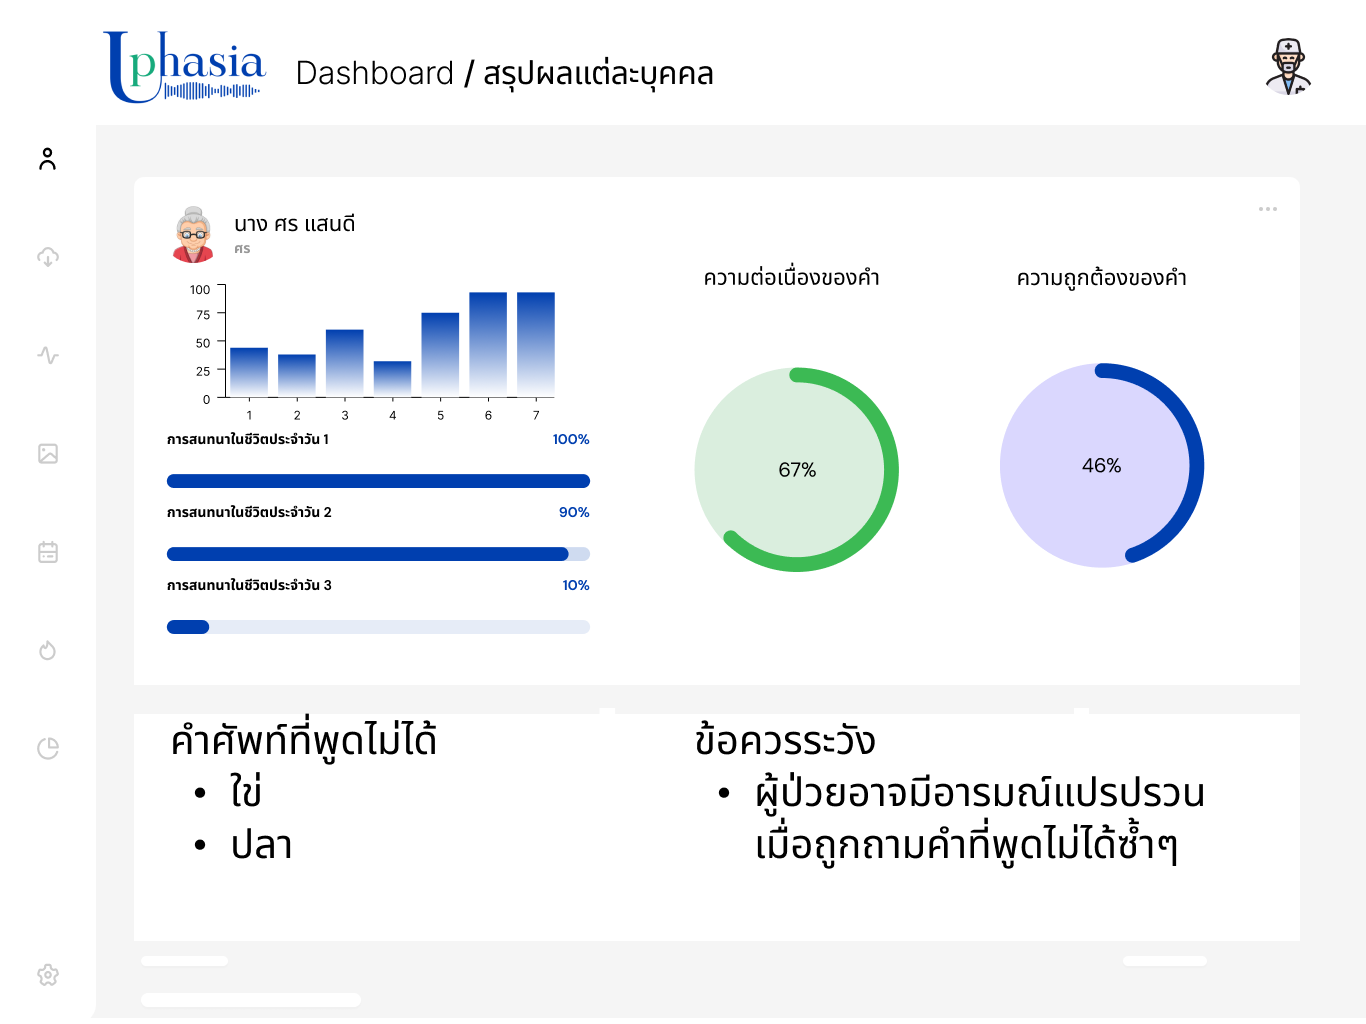 Uphasia
Dashboard / สรุปผลแต่ละบุคคล
นาง ศร แสนดี
ศร
100
75
50
25
0
1 2 3 4 5 6 7
การสนทนาในชีวิตประจำวัน 1 100%
การสนทนาในชีวิตประจำวัน 2 90%
การสนทนาในชีวิตประจำวัน 3 10%
ความต่อเนื่องของคำ
67%
ความถูกต้องของคำ
46%
คำศัพท์ที่พูดไม่ได้
• ใข่
• ปลา
ข้อควรระวัง
• ผู้ป่วยอาจมีอารมณ์แปรปรวน
เมื่อถูกถามคำที่พูดไม่ได้ซ้ำๆ